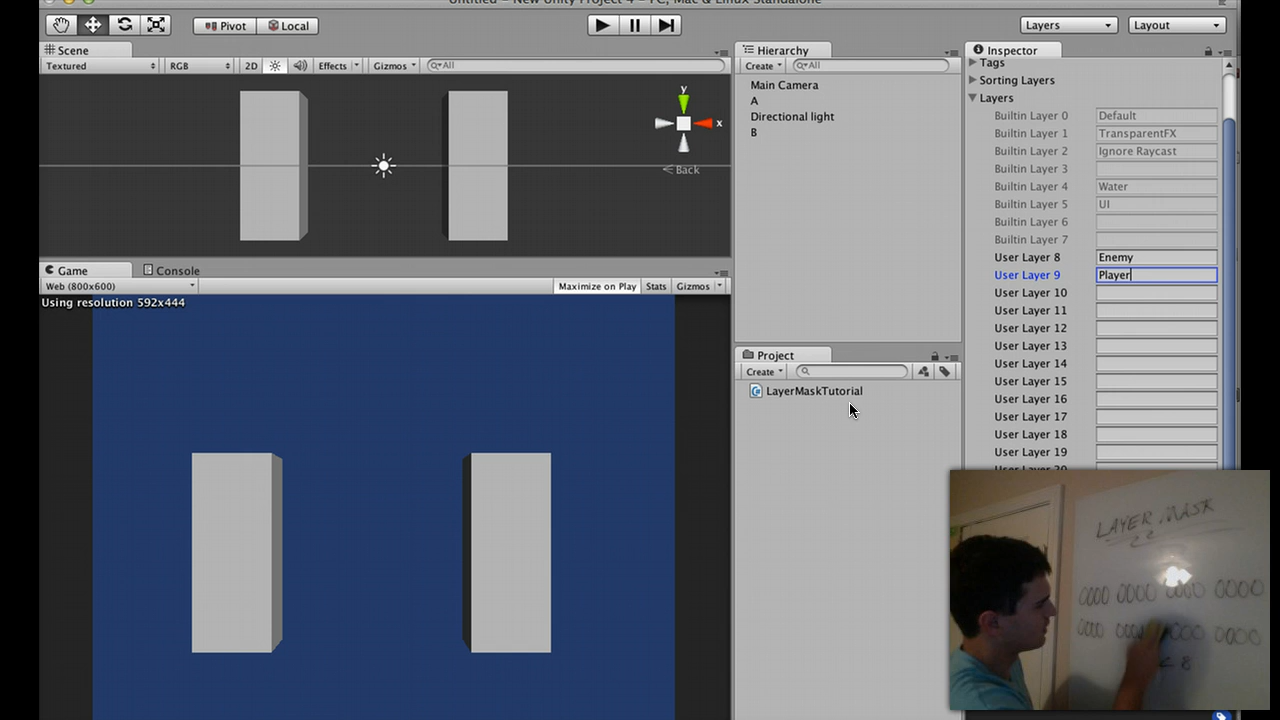 Untitled - New Unity Project 4 - PC, Mac & Linux Standalone
Pivot Local Layers Layout
Scene
Textured RGB 2D Effects Gizmos All
y
x
Back
Hierarchy
Create All
Main Camera
A
Directional light
B
Game Console
Web (800x600) Maximize on Play Stats Gizmos
Using resolution 592x444
Project
Create
LayerMaskTutorial
Inspector
Tags
Sorting Layers
Layers
Builtin Layer 0 Default
Builtin Layer 1 TransparentFX
Builtin Layer 2 Ignore Raycast
Builtin Layer 3
Builtin Layer 4 Water
Builtin Layer 5 UI
Builtin Layer 6
Builtin Layer 7
User Layer 8 Enemy
User Layer 9 Player
User Layer 10
User Layer 11
User Layer 12
User Layer 13
User Layer 14
User Layer 15
User Layer 16
User Layer 17
User Layer 18
User Layer 19
LAYER MASK
0000 0000 0000 0000
0000 0000 0000
8